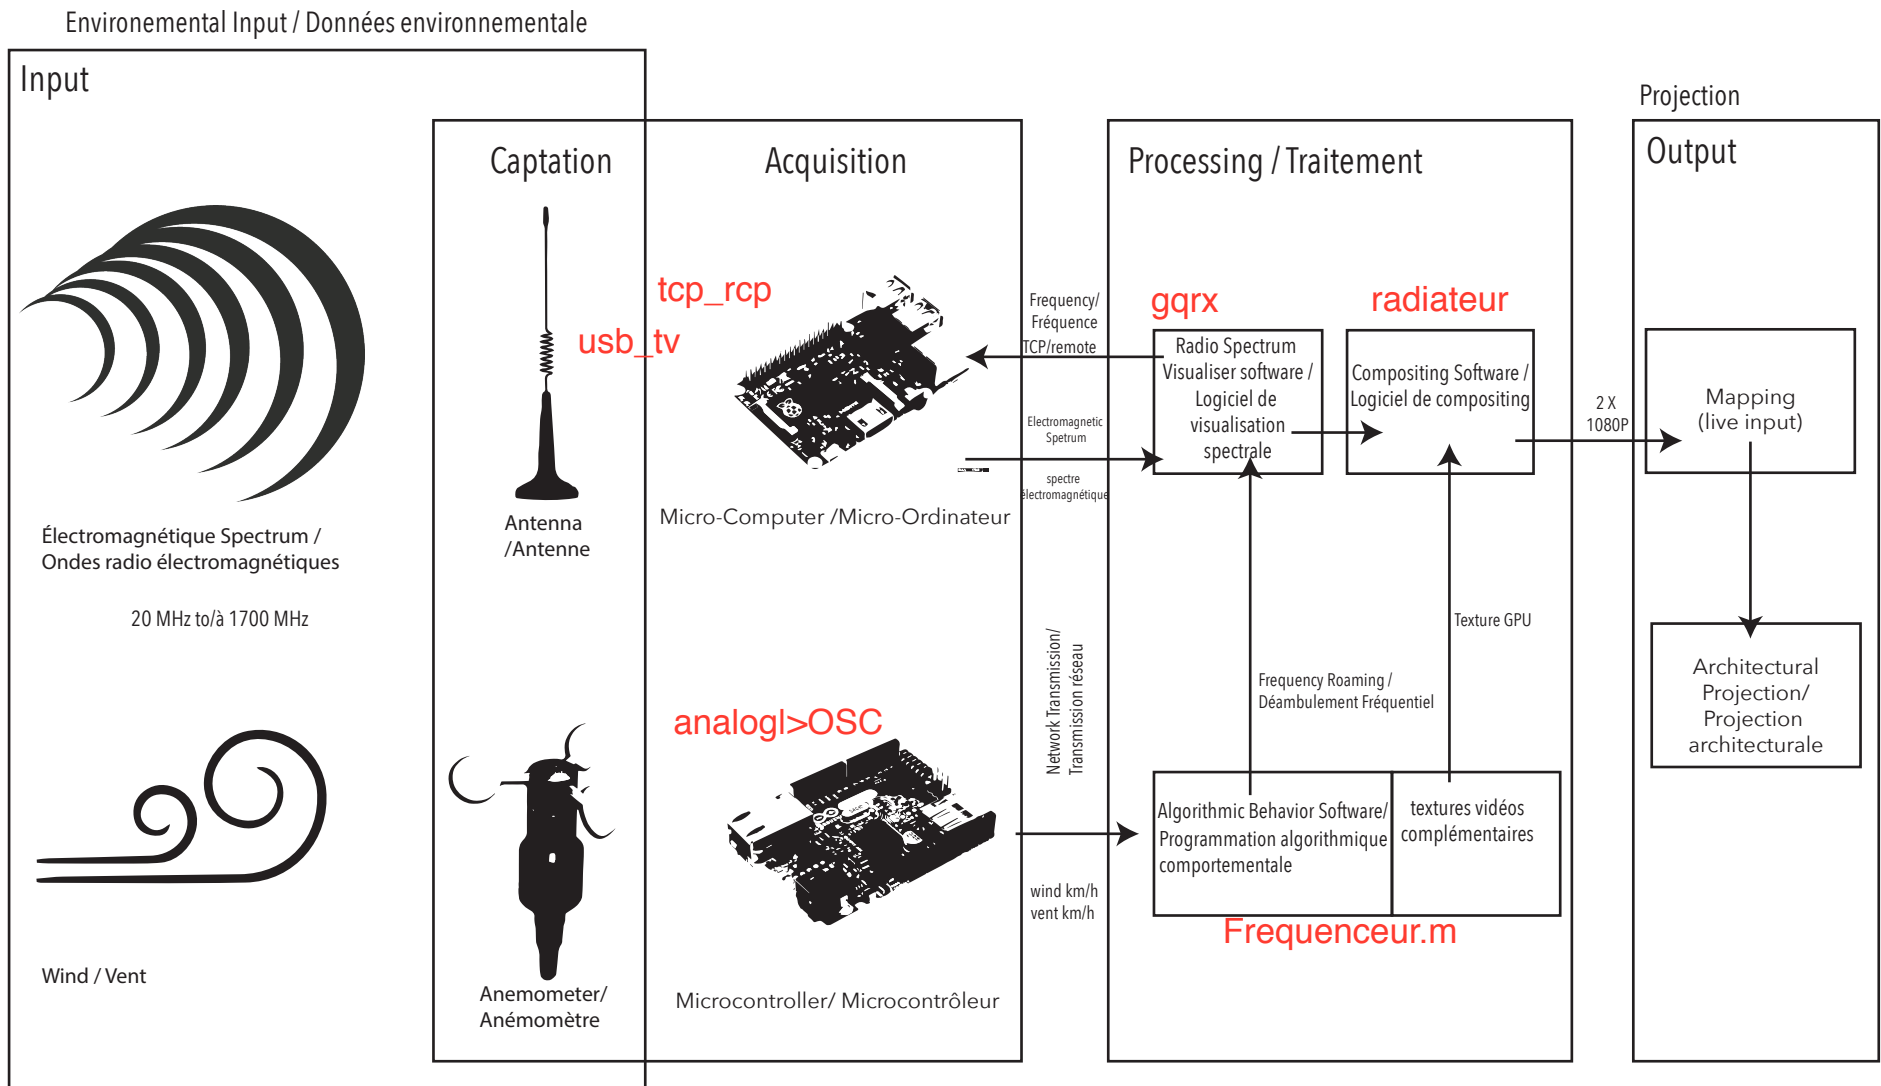 Environemental Input / Données environnementale
Input
Captation
Acquisition
Processing / Traitement
Projection
Output
tcp_rcp
usb_tv
Frequency/
Fréquence
TCP/remote
gqrx
radiateur
Radio Spectrum
Visualiser software /
Logiciel de
visualisation
spectrale
Compositing Software /
Logiciel de compositing
2 X
1080P
Mapping
(live input)
Electromagnetic
Spetrum
spectre
électromagnétique
Électromagnétique Spectrum /
Ondes radio électromagnétiques
20 MHz to/à 1700 MHz
Antenna
/Antenne
Micro-Computer /Micro-Ordinateur
Network Transmission/
Transmission réseau
Frequency Roaming /
Déambulement Fréquentiel
Texture GPU
Architectural
Projection/
Projection
architecturale
analogI>OSC
Algorithmic Behavior Software/
Programmation algorithmique
comportementale
textures vidéos
complémentaires
wind km/h
vent km/h
Frequenceur.m
Wind / Vent
Anemometer/
Anémomètre
Microcontroller/ Microcontrôleur